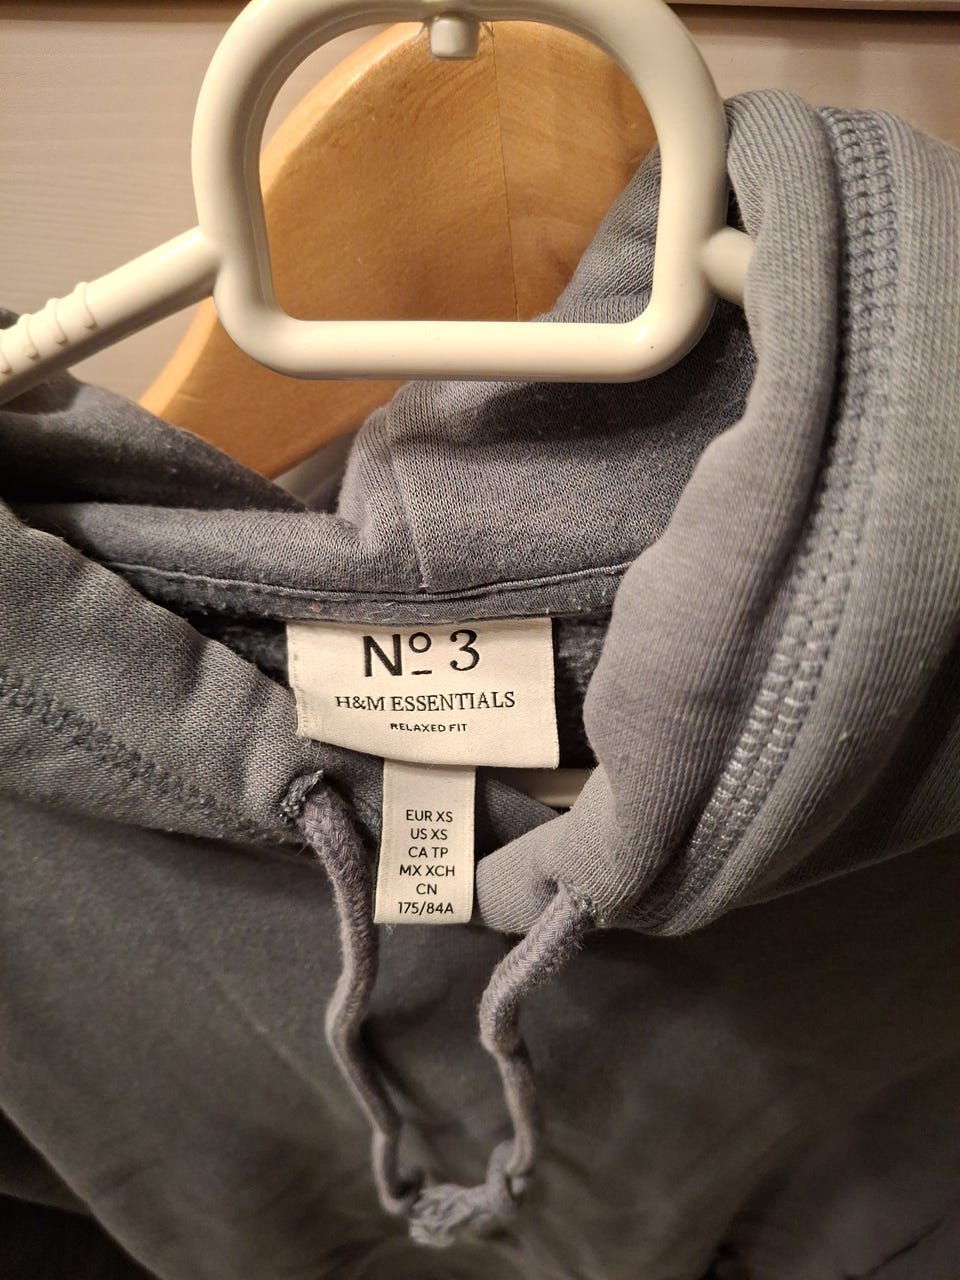 Nº 3
H&M ESSENTIALS
RELAXED FIT
EUR XS
US XS
CA TP
MX XCH
CN
175/84A